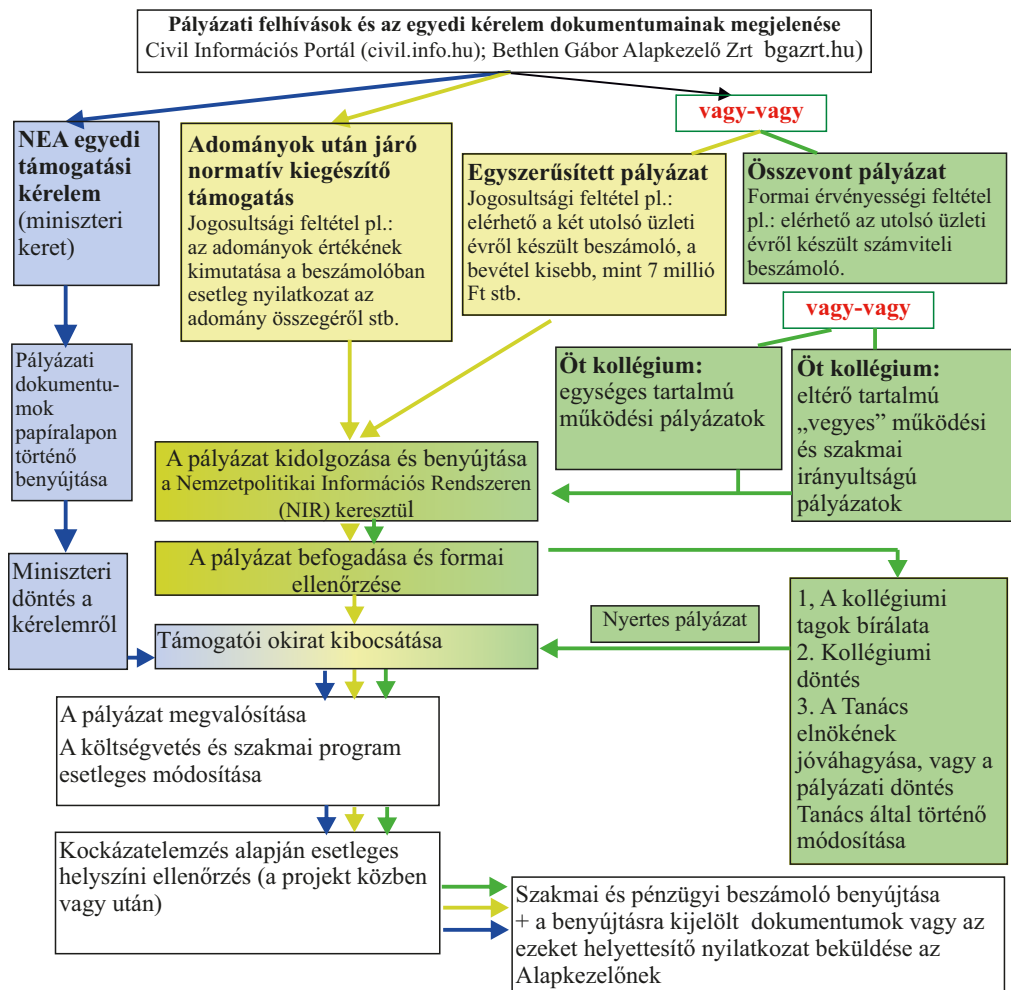 Pályázati felhívások és az egyedi kérelem dokumentumainak megjelenése
Civil Információs Portál (civil.info.hu); Bethlen Gábor Alapkezelő Zrt bgazrt.hu)
vagy-vagy
NEA egyedi
támogatási
kérelem
(miniszteri
keret)
Adományok után járó
normatív kiegészítő
támogatás
Jogosultsági feltétel pl.:
az adományok értékének
kimutatása a beszámolóban
esetleg nyilatkozat az
adomány összegéről stb.
Egyszerűsített pályázat
Jogosultsági feltétel pl.:
elérhető a két utolsó üzleti
évről készült beszámoló, a
bevétel kisebb, mint 7 millió
Ft stb.
Összevont pályázat
Formai érvényességi feltétel
pl.: elérhető az utolsó üzleti
évről készült számviteli
beszámoló.
vagy-vagy
Pályázati
dokumentu-
mok
papíralapon
történő
benyújtása
Öt kollégium:
egységes tartalmú
működési pályázatok
Öt kollégium:
eltérő tartalmú
„vegyes” működési
és szakmai
irányultságú
pályázatok
A pályázat kidolgozása és benyújtása
a Nemzetpolitikai Információs Rendszeren
(NIR) keresztül
A pályázat befogadása és formai
ellenőrzése
Miniszteri
döntés a
kérelemről
Támogatói okirat kibocsátása
Nyertes pályázat
1, A kollégiumi
tagok bírálata
2. Kollégiumi
döntés
3. A Tanács
elnökének
jóváhagyása, vagy a
pályázati döntés
Tanács által történő
módosítása
A pályázat megvalósítása
A költségvetés és szakmai program
esetleges módosítása
Kockázatelemzés alapján esetleges
helyszíni ellenőrzés (a projekt közben
vagy után)
Szakmai és pénzügyi beszámoló benyújtása
+ a benyújtásra kijelölt dokumentumok vagy az
ezeket helyettesítő nyilatkozat beküldése az
Alapkezelőnek